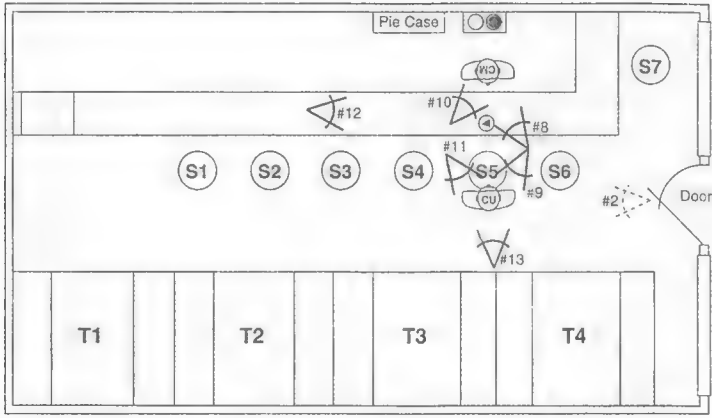 Pie Case
CM
S7
#10
#12
#8
#11
S1
S2
S3
S4
S5
S6
CU
#9
#2
Door
#13
T1
T2
T3
T4